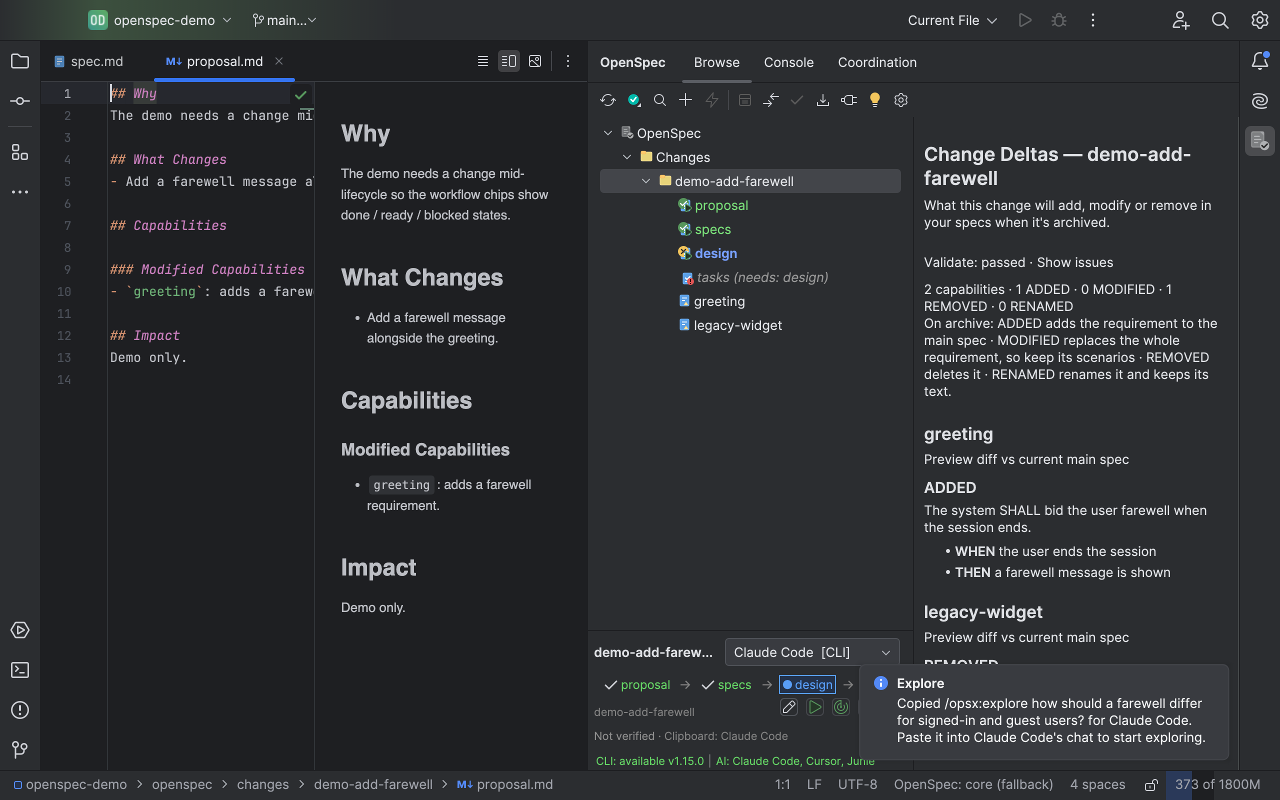 OD openspec-demo main... Current File
spec.md proposal.md
OpenSpec Browse Console Coordination
1 ## Why
2 The demo needs a change mi
3
4 ## What Changes
5 - Add a farewell message al
6
7 ## Capabilities
8
9 ### Modified Capabilities
10 - `greeting`: adds a farew
11
12 ## Impact
13 Demo only.
14
Why
The demo needs a change mid-
lifecycle so the workflow chips show
done / ready / blocked states.
What Changes
• Add a farewell message
alongside the greeting.
Capabilities
Modified Capabilities
• greeting : adds a farewell
requirement.
Impact
Demo only.
OpenSpec
Changes
demo-add-farewell
proposal
specs
design
tasks (needs: design)
greeting
legacy-widget
Change Deltas — demo-add-
farewell
What this change will add, modify or remove in
your specs when it's archived.
Validate: passed · Show issues
2 capabilities · 1 ADDED · 0 MODIFIED · 1
REMOVED · 0 RENAMED
On archive: ADDED adds the requirement to the
main spec · MODIFIED replaces the whole
requirement, so keep its scenarios · REMOVED
deletes it · RENAMED renames it and keeps its
text.
greeting
Preview diff vs current main spec
ADDED
The system SHALL bid the user farewell when
the session ends.
• WHEN the user ends the session
• THEN a farewell message is shown
legacy-widget
Preview diff vs current main spec
REMOVED
demo-add-farew... Claude Code [CLI]
proposal → specs → design →
demo-add-farewell
Not verified · Clipboard: Claude Code
CLI: available v1.15.0 | AI: Claude Code, Cursor, Junie
Explore
Copied /opsx:explore how should a farewell differ
for signed-in and guest users? for Claude Code.
Paste it into Claude Code's chat to start exploring.
openspec-demo > openspec > changes > demo-add-farewell > proposal.md 1:1 LF UTF-8 OpenSpec: core (fallback) 4 spaces 373 of 1800M